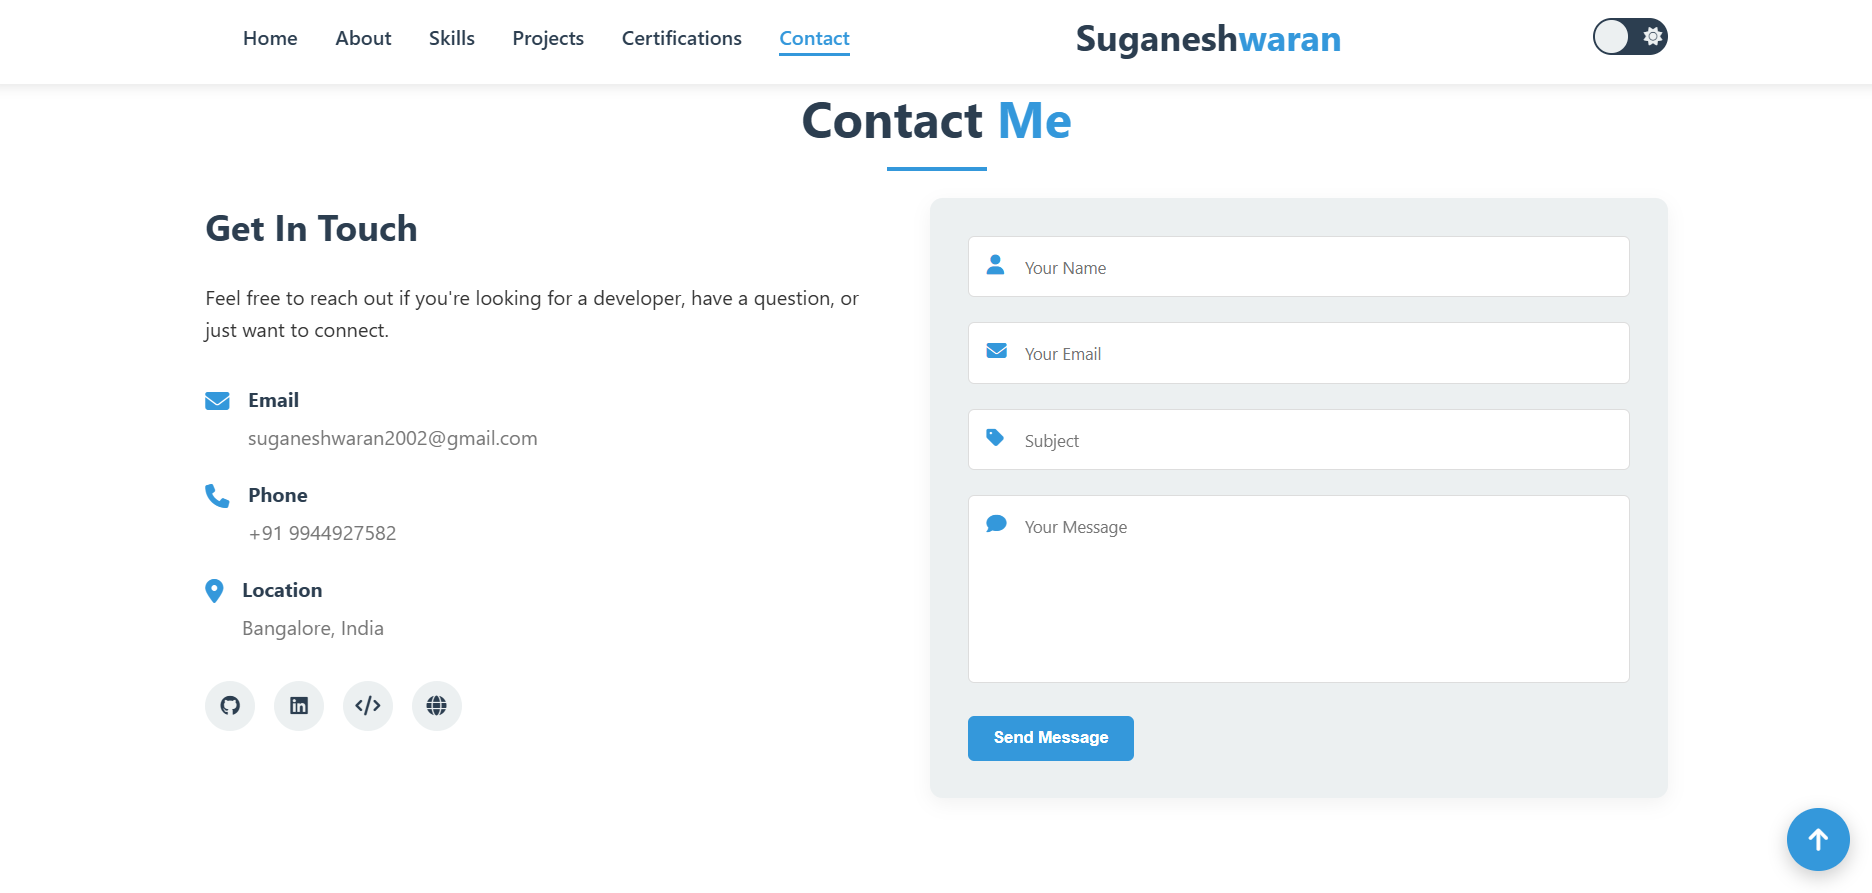 Home About Skills Projects Certifications Contact
Suganeshwaran
Contact Me
Get In Touch
Feel free to reach out if you're looking for a developer, have a question, or
just want to connect.
Email
suganeshwaran2002@gmail.com
Phone
+91 9944927582
Location
Bangalore, India
Your Name
Your Email
Subject
Your Message
Send Message